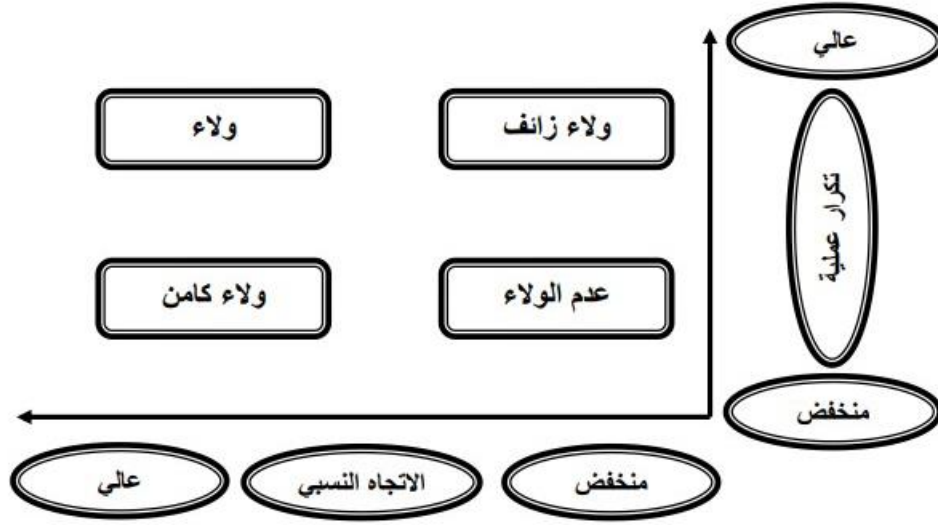 عالي
ولاء زائف
ولاء
تكرار عملية
عدم الولاء
ولاء كامن
منخفض
منخفض
الاتجاه النسبي
عالي